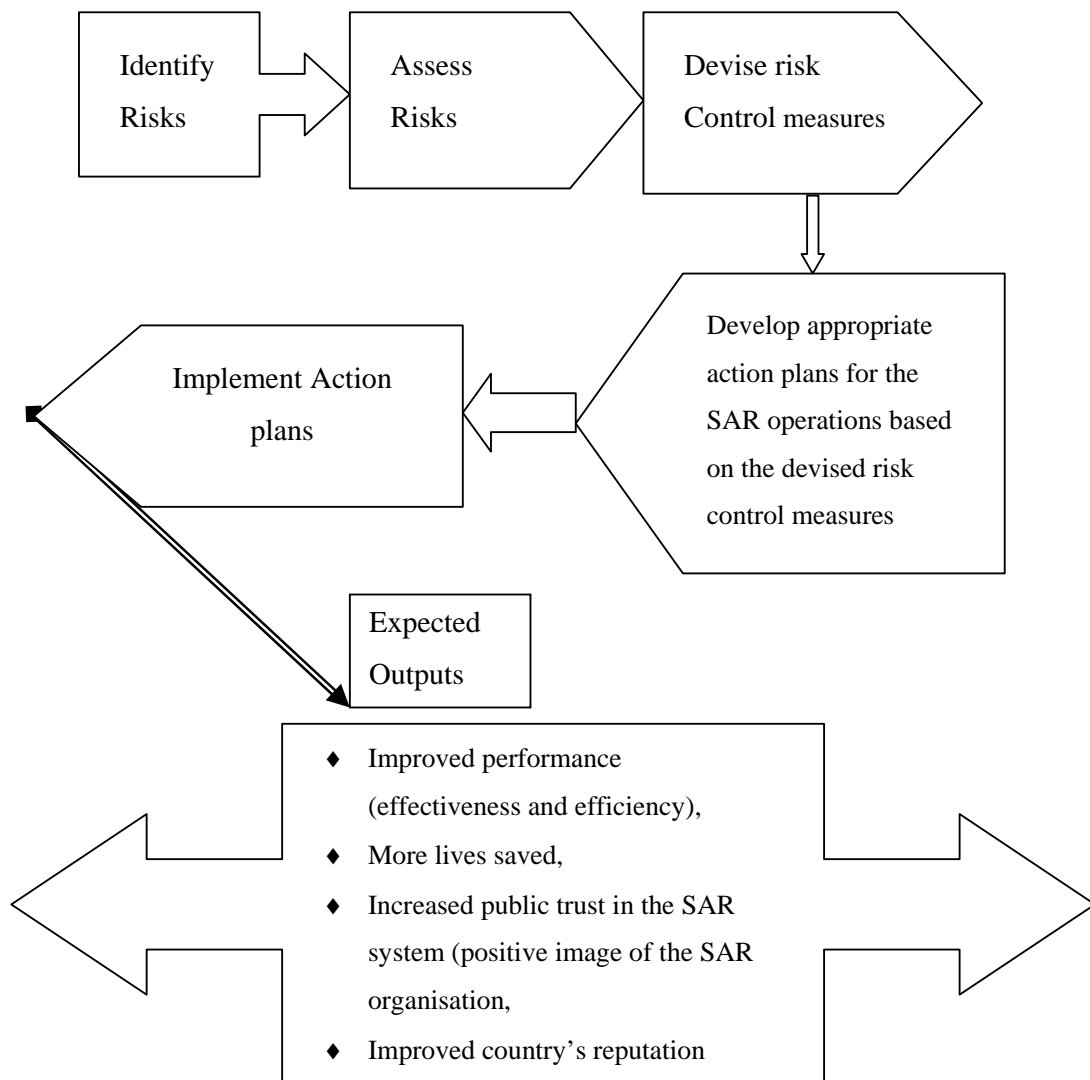 Identify
Risks
Assess
Risks
Devise risk
Control measures
Develop appropriate
action plans for the
SAR operations based
on the devised risk
control measures
Implement Action
plans
Expected
Outputs
♦ Improved performance
(effectiveness and efficiency),
♦ More lives saved,
♦ Increased public trust in the SAR
system (positive image of the SAR
organisation,
♦ Improved country’s reputation